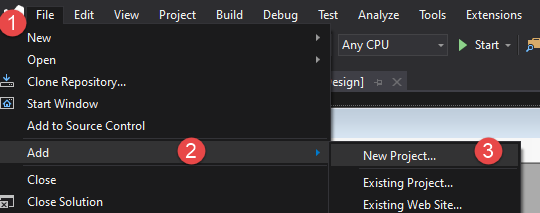 1 File Edit View Project Build Debug Test Analyze Tools Extensions
New
Any CPU Start
Open
Clone Repository...
esign]
Start Window
Add to Source Control
Add 2
New Project... 3
Close
Existing Project...
Close Solution
Existing Web Site...